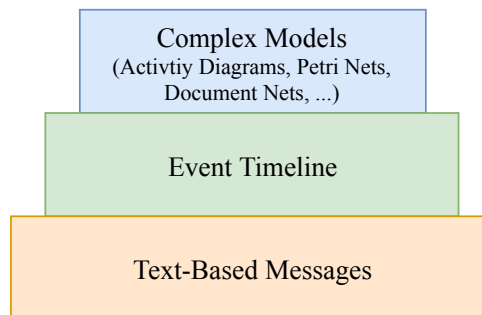 Complex Models
(Activtiy Diagrams, Petri Nets,
Document Nets, ...)
Event Timeline
Text-Based Messages